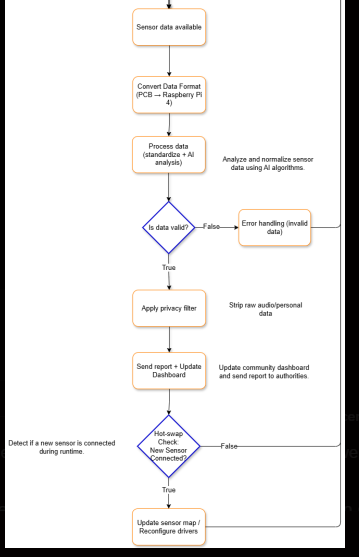 Sensor data available
Convert Data Format
(PCB → Raspberry Pi
4)
Process data
(standardize + AI
analysis)
Analyze and normalize sensor
data using AI algorithms.
Is data valid?
False
Error handling (invalid
data)
True
Apply privacy filter
Strip raw audio/personal
data
Send report + Update
Dashboard
Update community dashboard
and send report to authorities.
Detect if a new sensor is connected
during runtime.
Hot-swap
Check:
New Sensor
Connected?
False
True
Update sensor map /
Reconfigure drivers